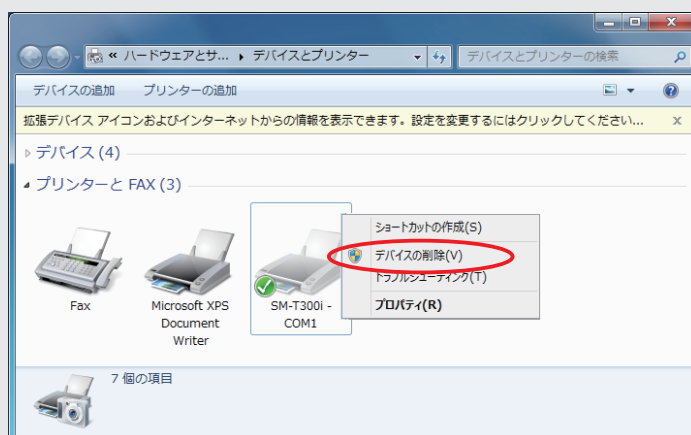 « ハードウェアとサ... ▸ デバイスとプリンター
デバイスとプリンターの検索
デバイスの追加 プリンターの追加
拡張デバイス アイコンおよびインターネットからの情報を表示できます。設定を変更するにはクリックしてください...
デバイス (4)
プリンターと FAX (3)
Fax
Microsoft XPS
Document
Writer
SM-T300i -
COM1
ショートカットの作成(S)
デバイスの削除(V)
トラブルシューティング(T)
プロパティ(R)
7 個の項目